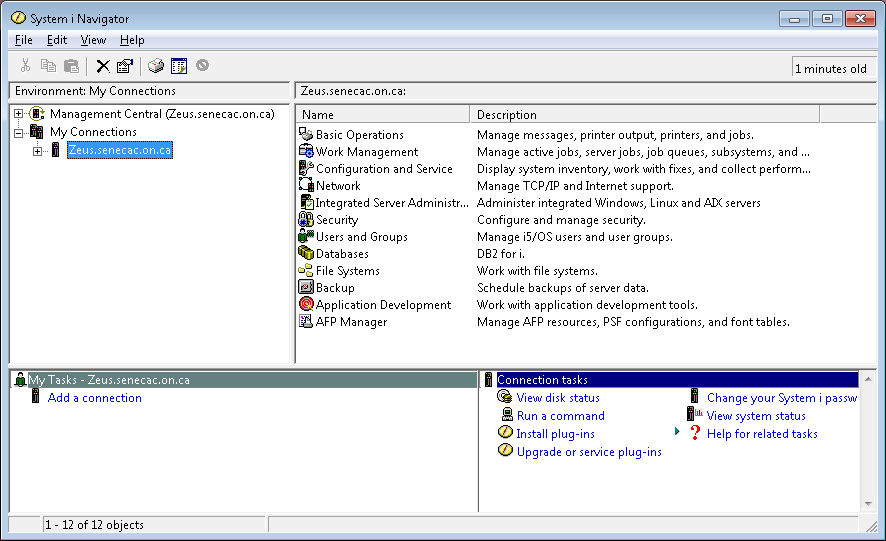 System i Navigator
File Edit View Help
1 minutes old
Environment: My Connections
Zeus.senecac.on.ca:
Management Central (Zeus.senecac.on.ca)
My Connections
Zeus.senecac.on.ca
Name Description
Basic Operations Manage messages, printer output, printers, and jobs.
Work Management Manage active jobs, server jobs, job queues, subsystems, and ...
Configuration and Service Display system inventory, work with fixes, and collect perform...
Network Manage TCP/IP and Internet support.
Integrated Server Administr... Administer integrated Windows, Linux and AIX servers
Security Configure and manage security.
Users and Groups Manage i5/OS users and user groups.
Databases DB2 for i.
File Systems Work with file systems.
Backup Schedule backups of server data.
Application Development Work with application development tools.
AFP Manager Manage AFP resources, PSF configurations, and font tables.
My Tasks - Zeus.senecac.on.ca
Add a connection
Connection tasks
View disk status Change your System i passw
Run a command View system status
Install plug-ins Help for related tasks
Upgrade or service plug-ins
1 - 12 of 12 objects